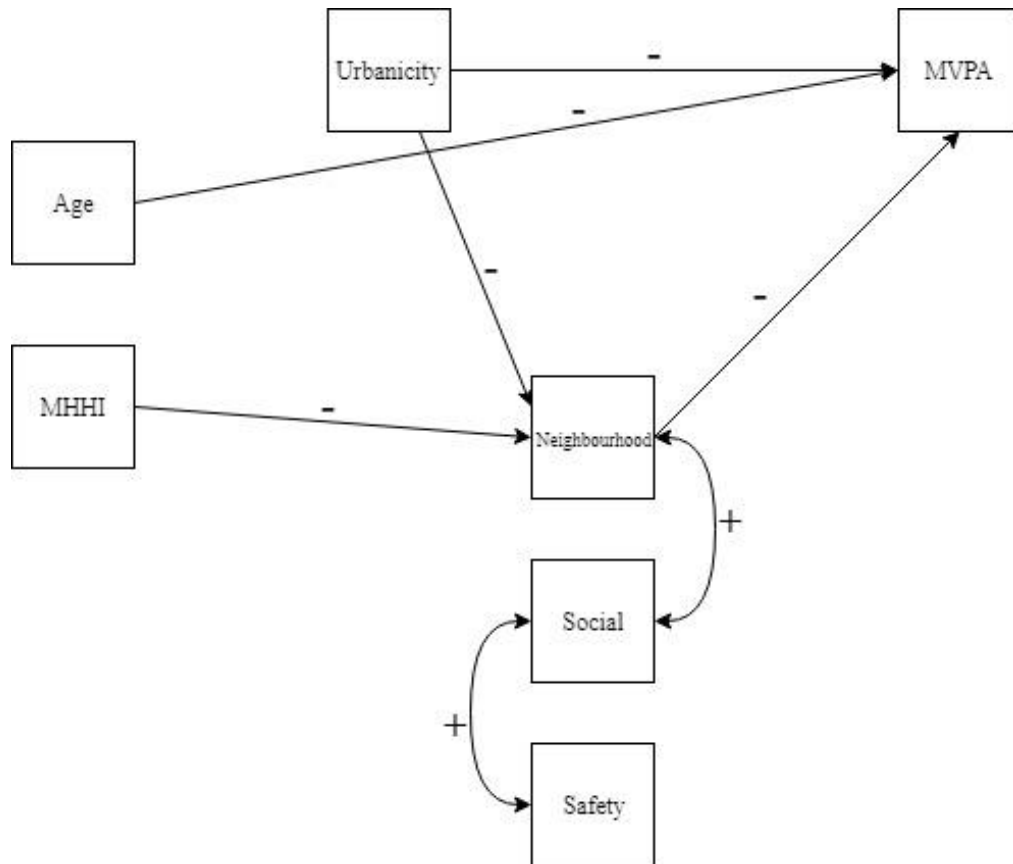 Urbanicity
-
MVPA
-
Age
-
-
MHHI
-
Neighbourhood
+
Social
+
Safety